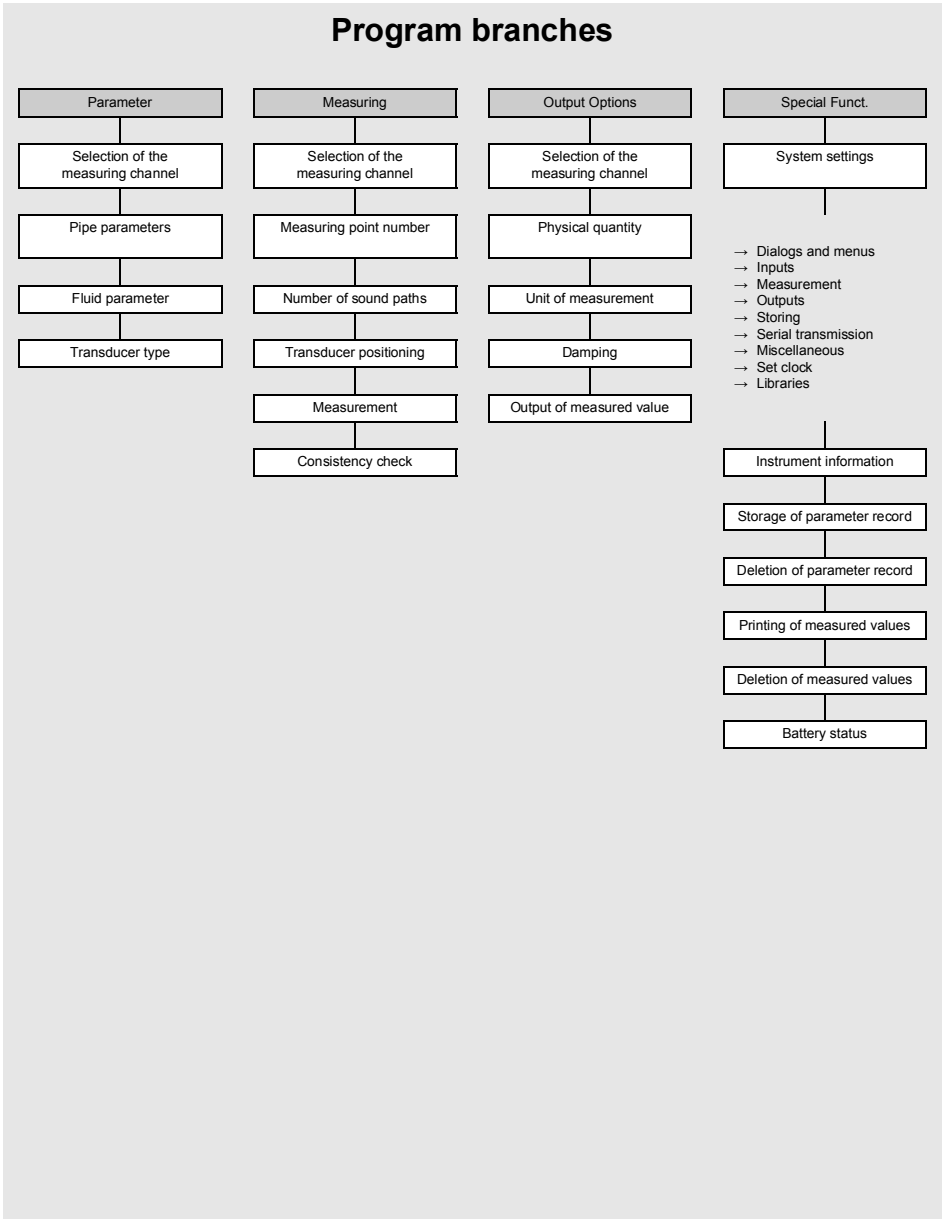 Program branches
Parameter
Selection of the
measuring channel
Pipe parameters
Fluid parameter
Transducer type
Measuring
Selection of the
measuring channel
Measuring point number
Number of sound paths
Transducer positioning
Measurement
Consistency check
Output Options
Selection of the
measuring channel
Physical quantity
Unit of measurement
Damping
Output of measured value
Special Funct.
System settings
→ Dialogs and menus
→ Inputs
→ Measurement
→ Outputs
→ Storing
→ Serial transmission
→ Miscellaneous
→ Set clock
→ Libraries
Instrument information
Storage of parameter record
Deletion of parameter record
Printing of measured values
Deletion of measured values
Battery status